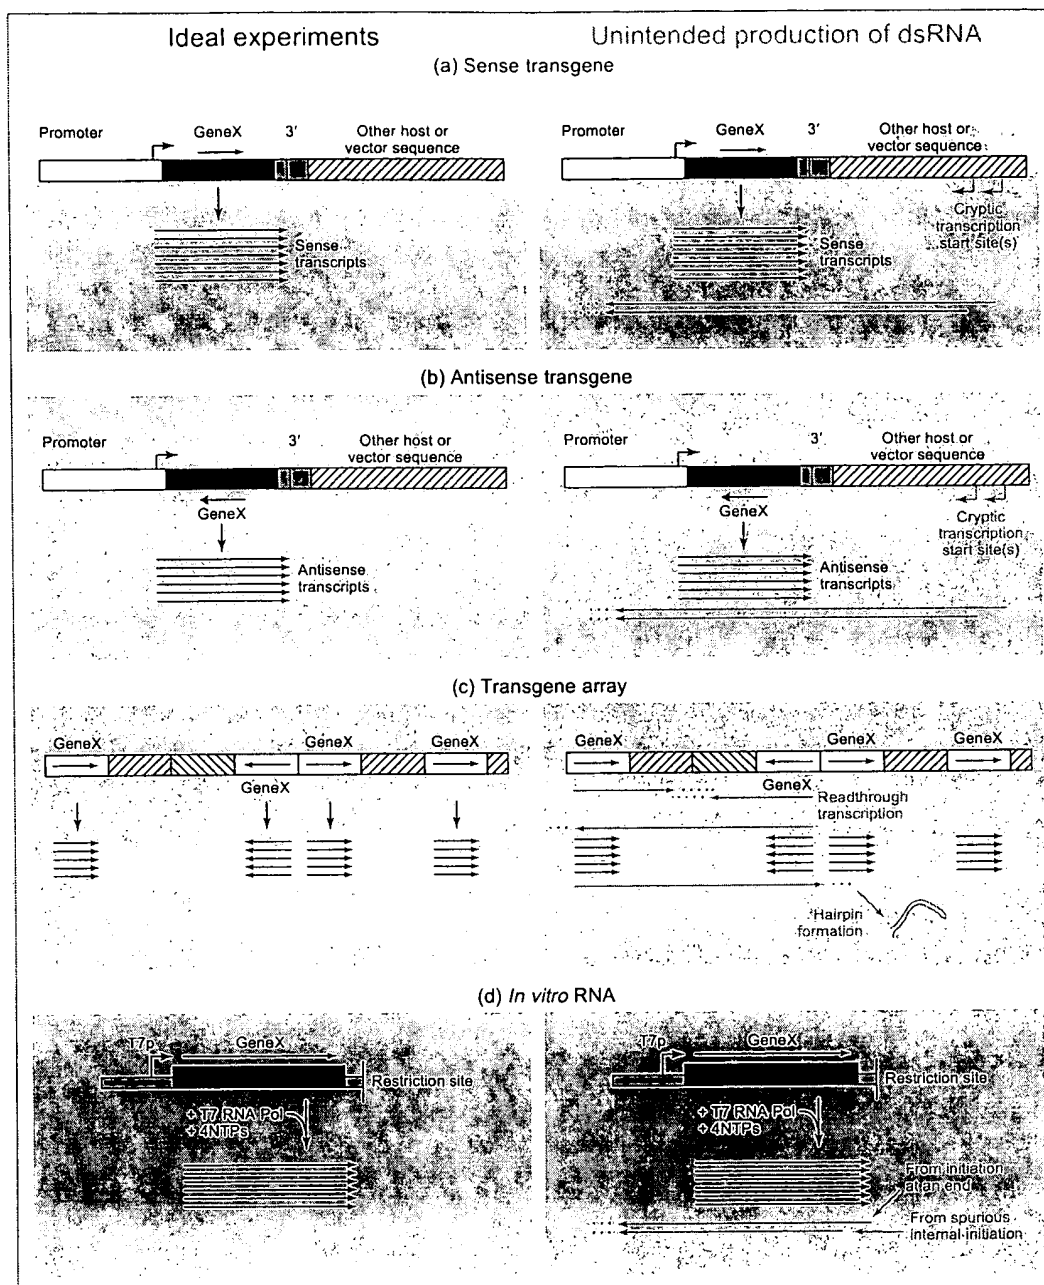 Ideal experiments
Unintended production of dsRNA
(a) Sense transgene
Promoter
GeneX
3′
Other host or
vector sequence
Sense
transcripts
Promoter
GeneX
3′
Other host or
vector sequence
Cryptic
transcription
start site(s)
Sense
transcripts
(b) Antisense transgene
Promoter
3′
Other host or
vector sequence
GeneX
Antisense
transcripts
Promoter
3′
Other host or
vector sequence
GeneX
Cryptic
transcription
start site(s)
Antisense
transcripts
(c) Transgene array
GeneX
GeneX
GeneX
GeneX
GeneX
GeneX
GeneX
GeneX
Readthrough
transcription
Hairpin
formation
(d) In vitro RNA
T7p
GeneX
Restriction site
+ T7 RNA Pol
+ 4NTPs
T7p
GeneX
Restriction site
+ T7 RNA Pol
+ 4NTPs
From initiation
at an end
From spurious
internal initiation